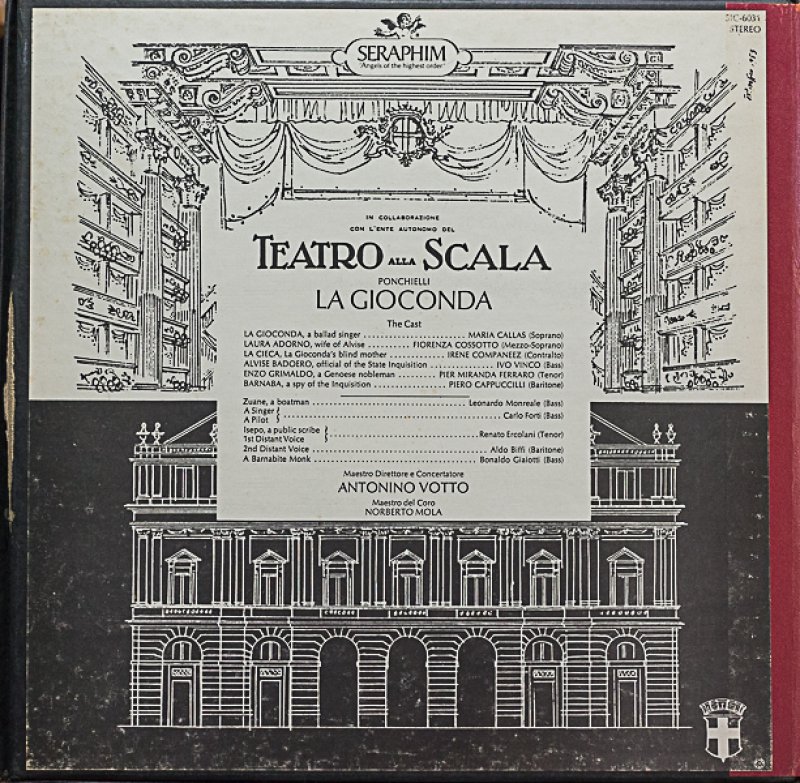 SERAPHIM
"Angels of the highest order"
SIC-6031
STEREO
IN COLLABORAZIONE
CON L'ENTE AUTONOMO DEL
TEATRO ALLA SCALA
PONCHIELLI
LA GIOCONDA
The Cast
LA GIOCONDA, a ballad singer ........ MARIA CALLAS (Soprano)
LAURA ADORNO, wife of Alvise ........ FIORENZA COSSOTTO (Mezzo-Soprano)
LA CIECA, La Gioconda's blind mother ........ IRENE COMPANEEZ (Contralto)
ALVISE BADOERO, official of the State Inquisition ........ IVO VINCO (Bass)
ENZO GRIMALDO, a Genoese nobleman ........ PIER MIRANDA FERRARO (Tenor)
BARNABA, a spy of the Inquisition ........ PIERO CAPPUCCILLI (Baritone)
Zuane, a boatman ........ Leonardo Monreale (Bass)
A Singer
A Pilot ........ Carlo Forti (Bass)
Isepo, a public scribe
1st Distant Voice ........ Renato Ercolani (Tenor)
2nd Distant Voice ........ Aldo Biffi (Baritone)
A Barnabite Monk ........ Bonaldo Giaiotti (Bass)
Maestro Direttore e Concertatore
ANTONINO VOTTO
Maestro del Coro
NORBERTO MOLA